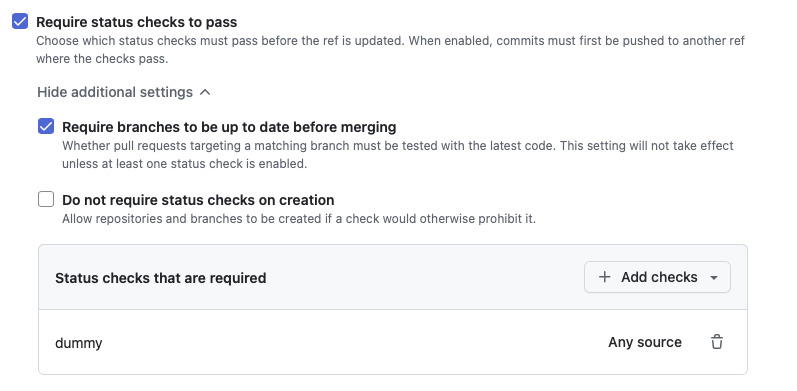 Require status checks to pass
Choose which status checks must pass before the ref is updated. When enabled, commits must first be pushed to another ref
where the checks pass.
Hide additional settings
Require branches to be up to date before merging
Whether pull requests targeting a matching branch must be tested with the latest code. This setting will not take effect
unless at least one status check is enabled.
Do not require status checks on creation
Allow repositories and branches to be created if a check would otherwise prohibit it.
Status checks that are required
Add checks
dummy
Any source